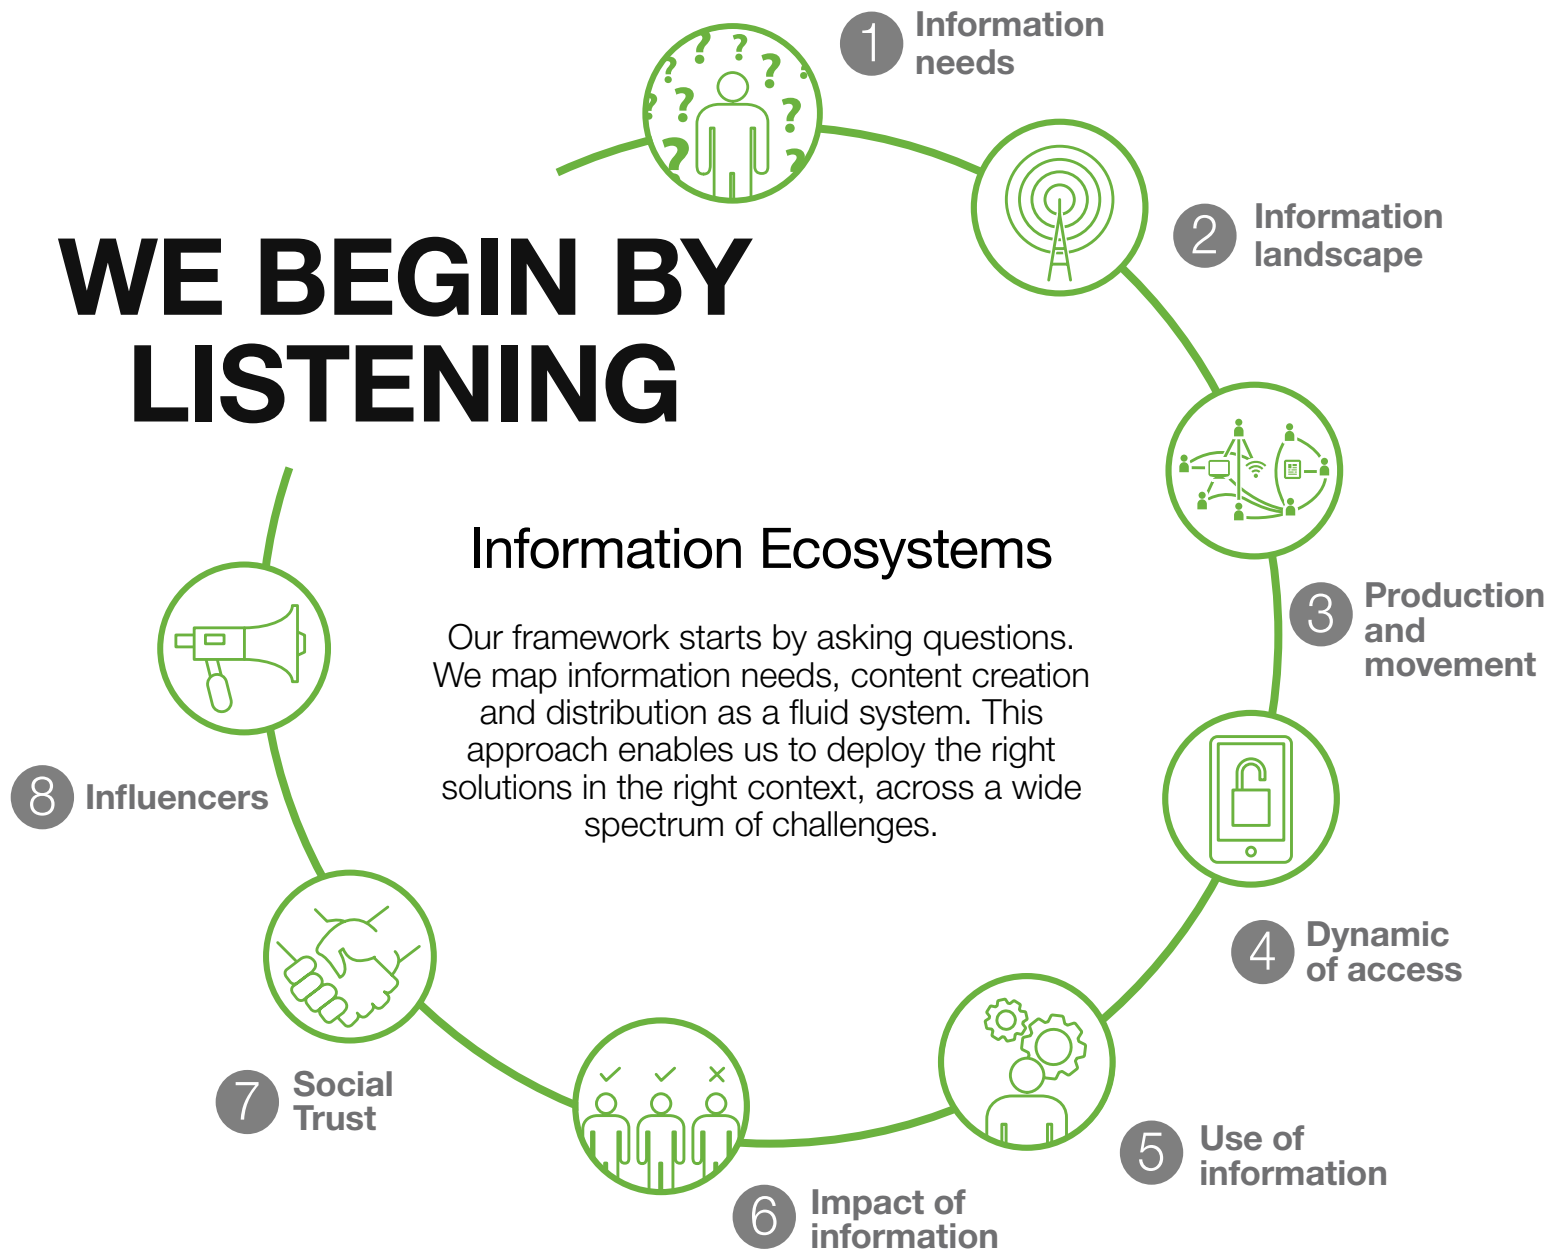 WE BEGIN BY
LISTENING
Information Ecosystems
Our framework starts by asking questions.
We map information needs, content creation
and distribution as a fluid system. This
approach enables us to deploy the right
solutions in the right context, across a wide
spectrum of challenges.
1 Information
needs
2 Information
landscape
3 Production
and
movement
4 Dynamic
of access
5 Use of
information
6 Impact of
information
7 Social
Trust
8 Influencers